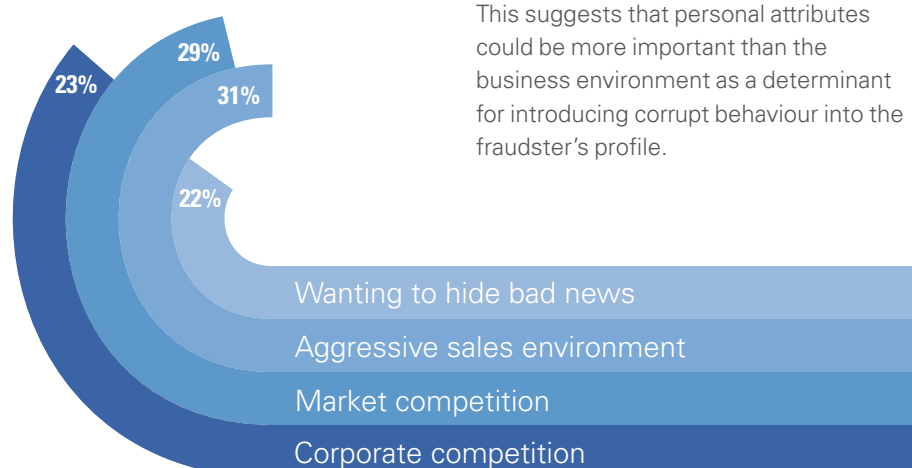 This suggests that personal attributes
could be more important than the
business environment as a determinant
for introducing corrupt behaviour into the
fraudster’s profile.
29%
23%
31%
22%
Wanting to hide bad news
Aggressive sales environment
Market competition
Corporate competition